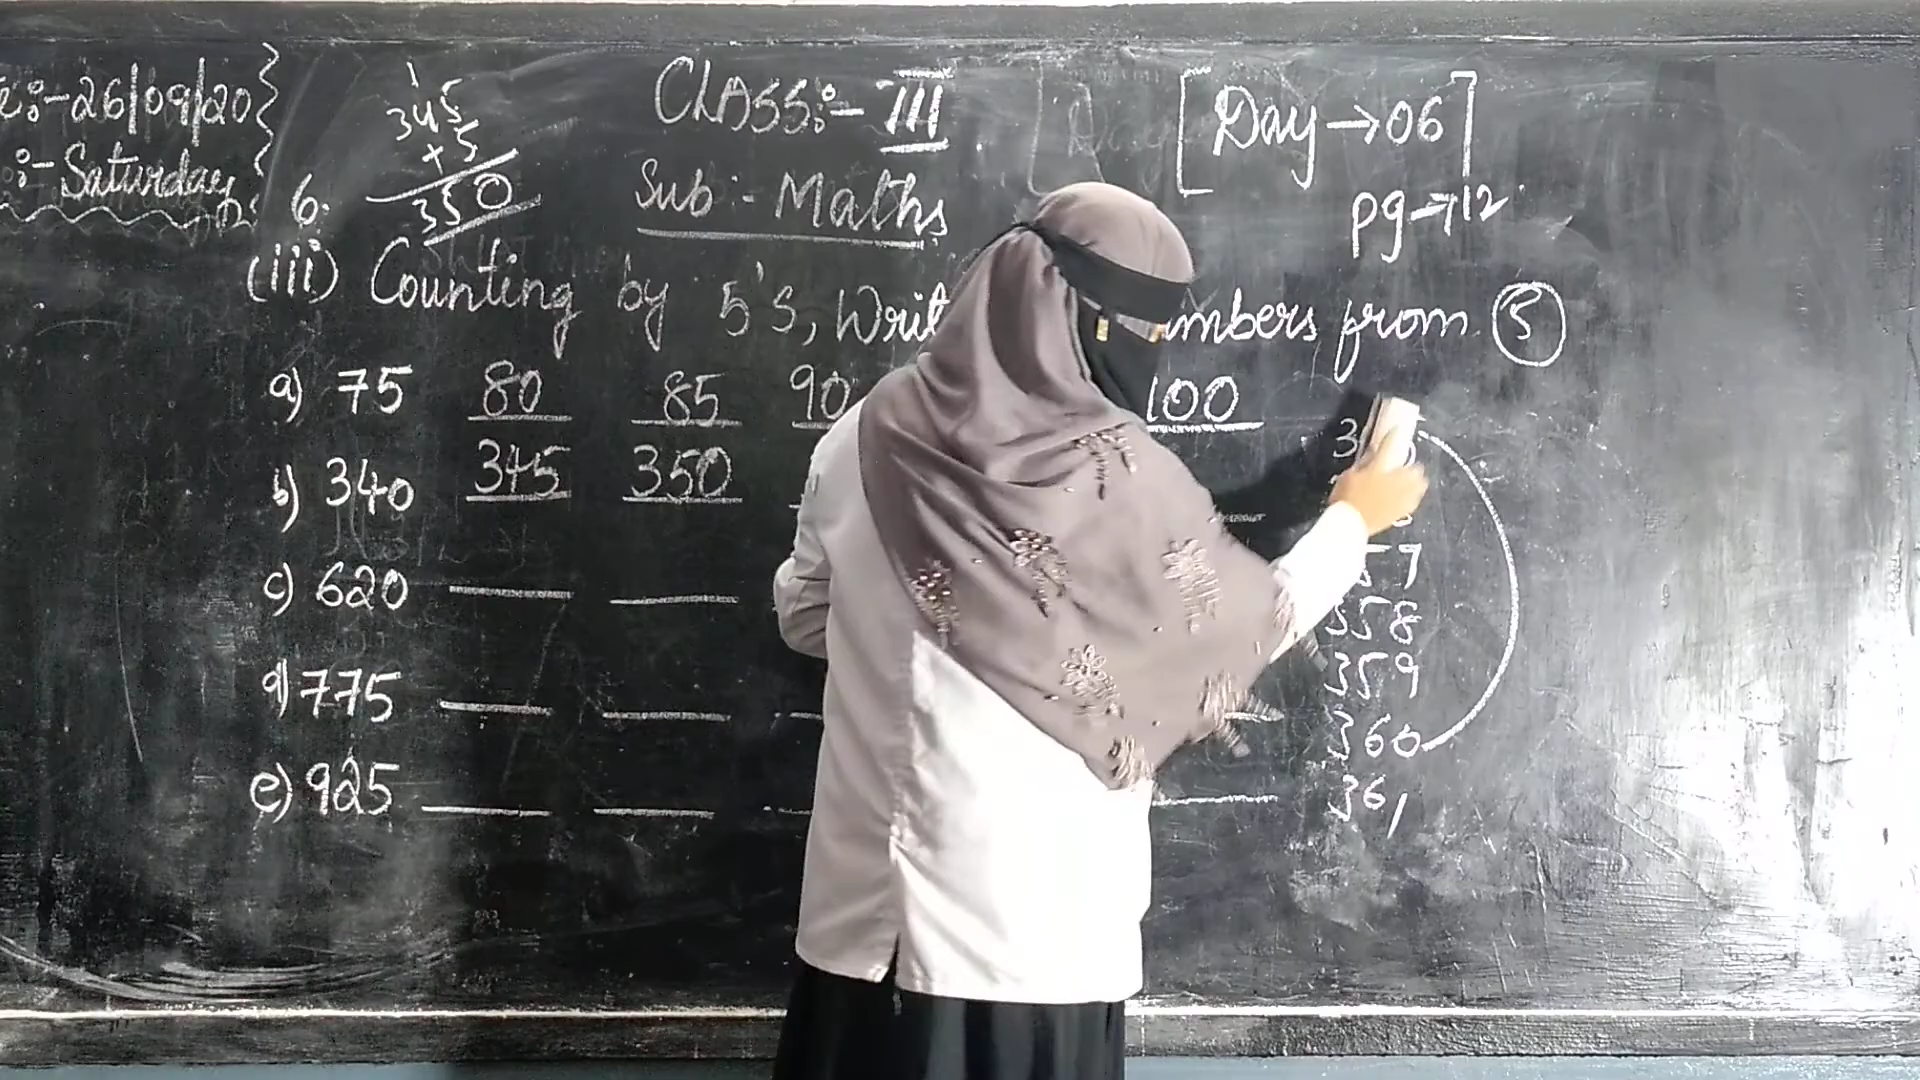 :-26/09/20}
:-Saturday
1
345
+5
350
CLASS:- III
Sub:- Maths
[Day→06]
pg→12
6.
(iii) Counting by 5's, Writ mbers from 5
a) 75 80 85 90 100
b) 340 345 350
c) 620
d) 775
e) 925
57
358
359
360
361